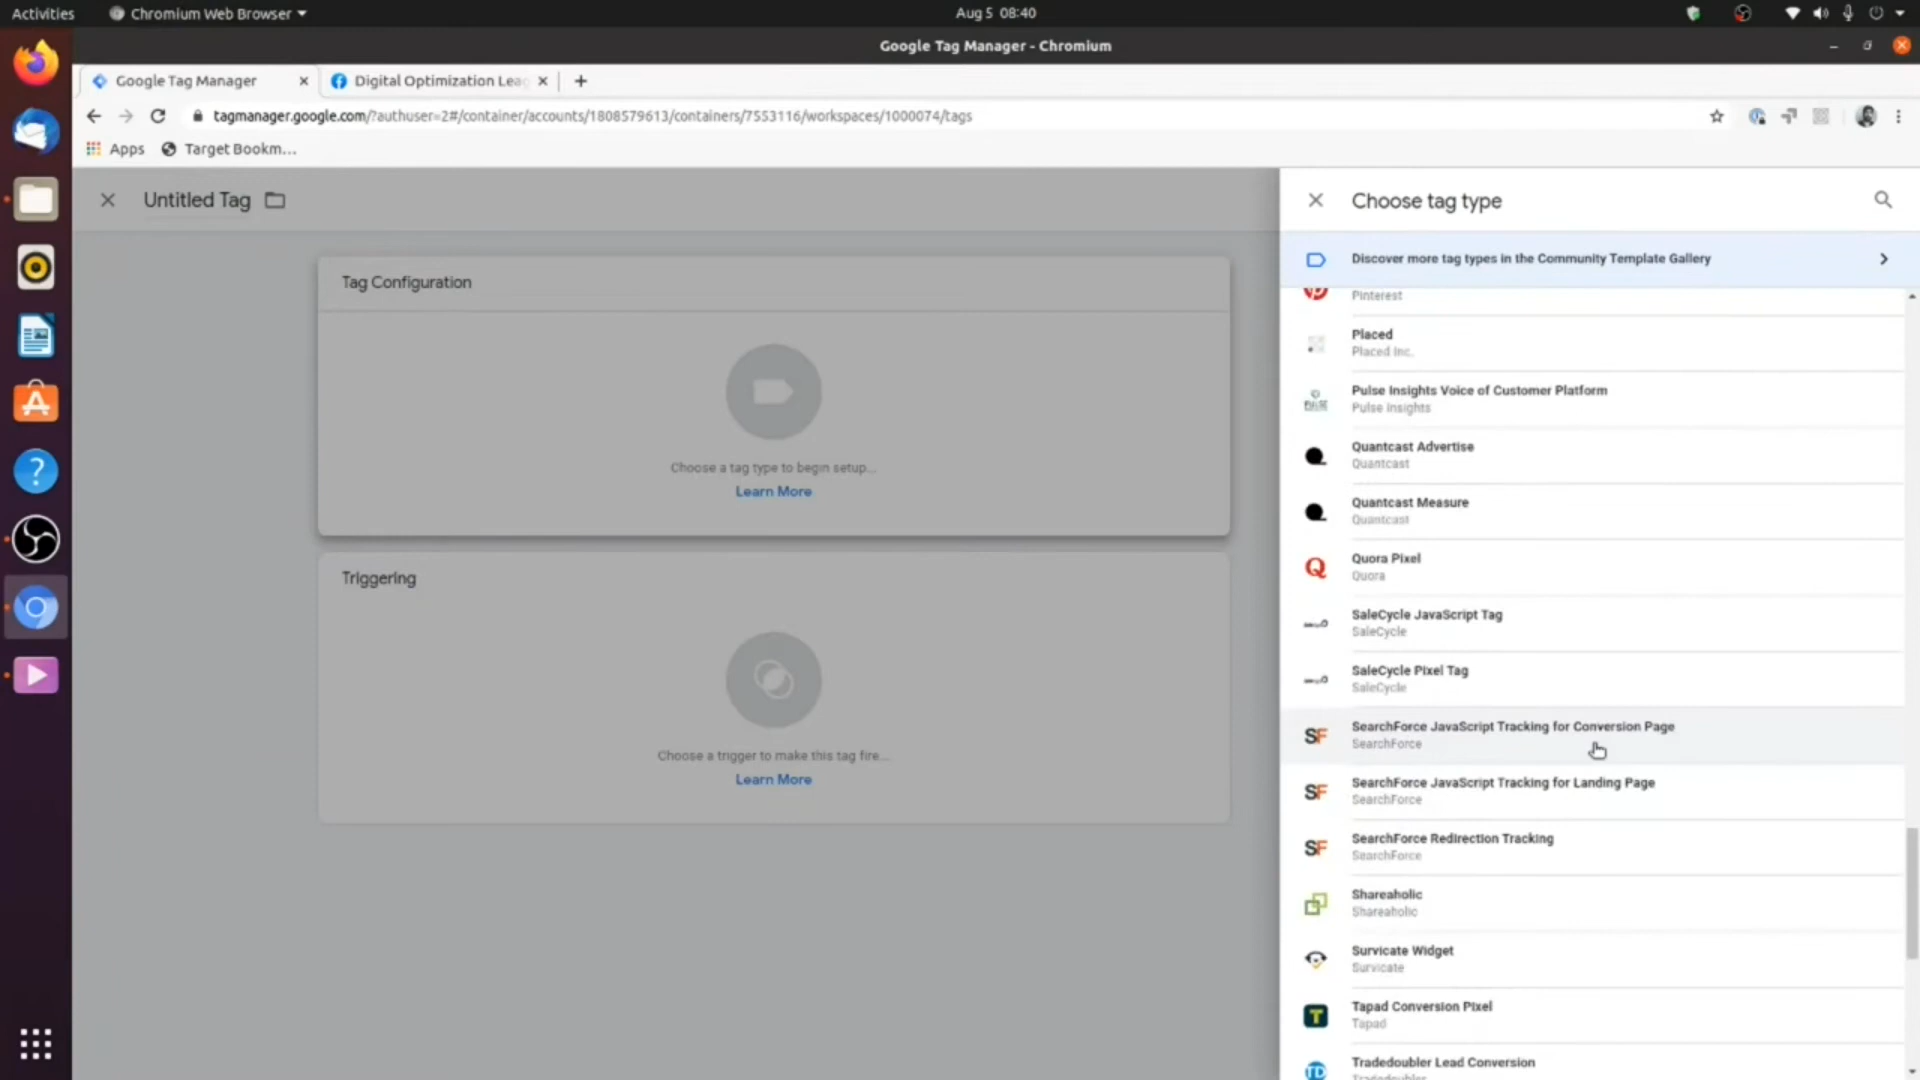 Activities
Chromium Web Browser
Aug 5 08:40
Google Tag Manager - Chromium
Google Tag Manager
Digital Optimization Leag
tagmanager.google.com/?authuser=2#/container/accounts/1808579613/containers/7553116/workspaces/1000074/tags
Apps
Target Bookm...
Untitled Tag
Choose tag type
Discover more tag types in the Community Template Gallery
Tag Configuration
Choose a tag type to begin setup...
Learn More
Triggering
Choose a trigger to make this tag fire...
Learn More
Pinterest
Placed
Placed Inc.
Pulse Insights Voice of Customer Platform
Pulse Insights
Quantcast Advertise
Quantcast
Quantcast Measure
Quantcast
Quora Pixel
Quora
SaleCycle JavaScript Tag
SaleCycle
SaleCycle Pixel Tag
SaleCycle
SF
SearchForce JavaScript Tracking for Conversion Page
SearchForce
SF
SearchForce JavaScript Tracking for Landing Page
SearchForce
SF
SearchForce Redirection Tracking
SearchForce
Shareaholic
Shareaholic
Survicate Widget
Survicate
Tapad Conversion Pixel
Tapad
TD
Tradedoubler Lead Conversion
Tradedoubler